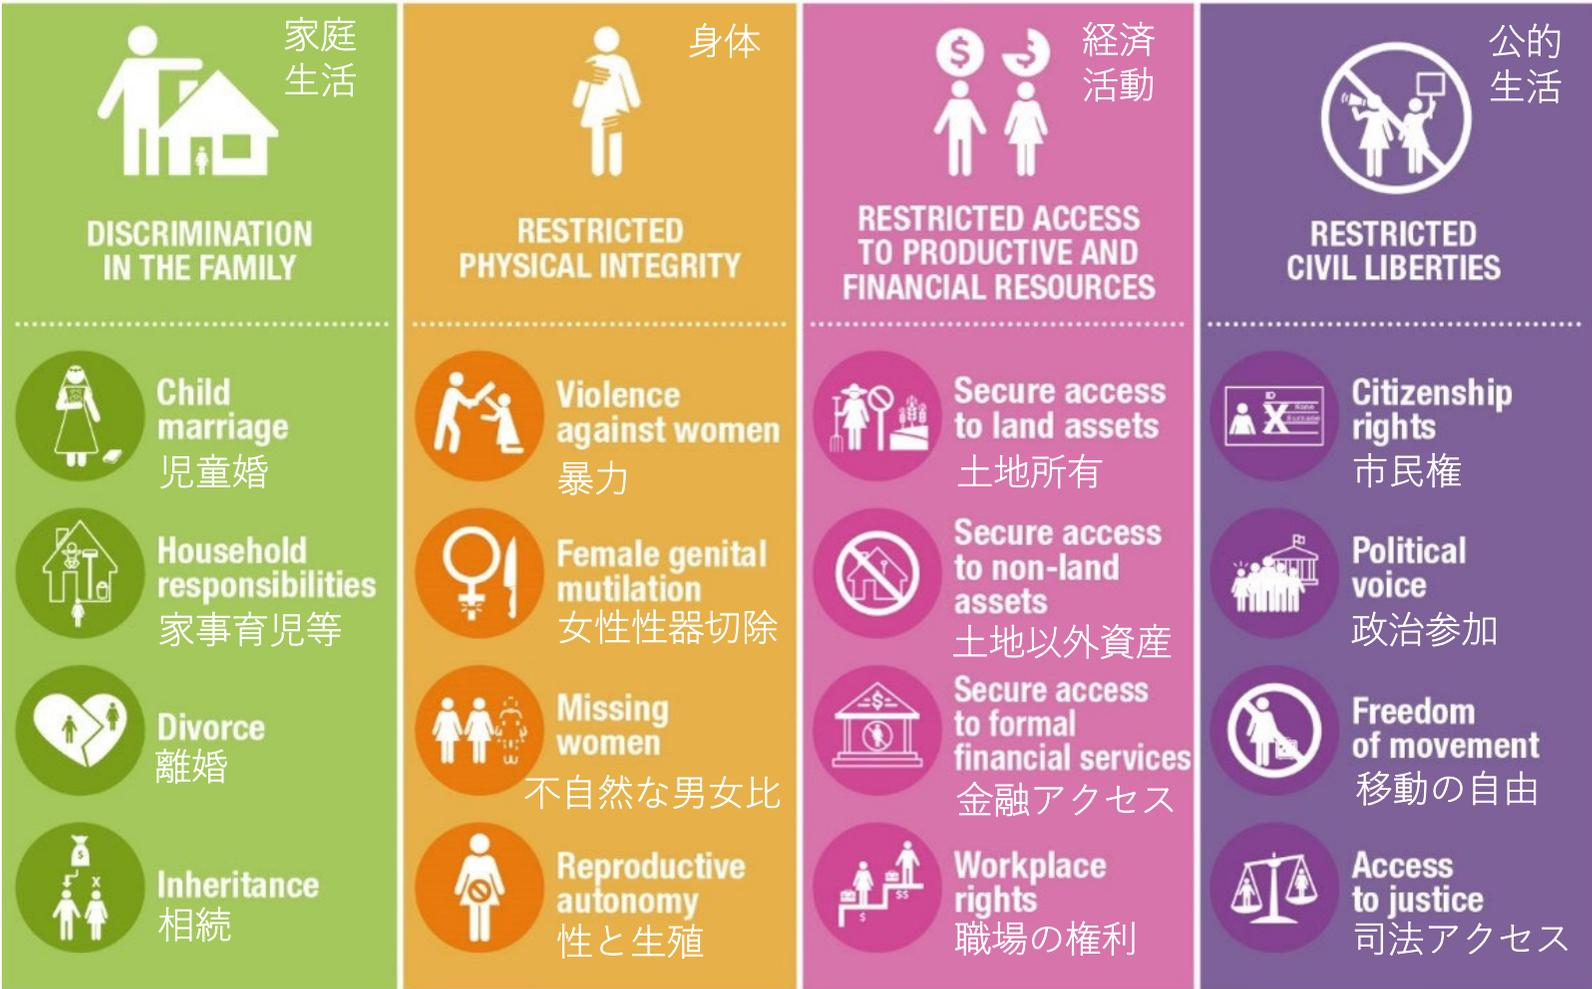 家庭
生活
DISCRIMINATION
IN THE FAMILY
Child
marriage
児童婚
Household
responsibilities
家事育児等
Divorce
離婚
Inheritance
相続
身体
RESTRICTED
PHYSICAL INTEGRITY
Violence
against women
暴力
Female genital
mutilation
女性性器切除
Missing
women
不自然な男女比
Reproductive
autonomy
性と生殖
経済
活動
$ $
RESTRICTED ACCESS
TO PRODUCTIVE AND
FINANCIAL RESOURCES
Secure access
to land assets
土地所有
Secure access
to non-land
assets
土地以外資産
Secure access
to formal
financial services
金融アクセス
Workplace
rights
職場の権利
公的
生活
RESTRICTED
CIVIL LIBERTIES
ID
Name
Surname
Citizenship
rights
市民権
Political
voice
政治参加
Freedom
of movement
移動の自由
Access
to justice
司法アクセス